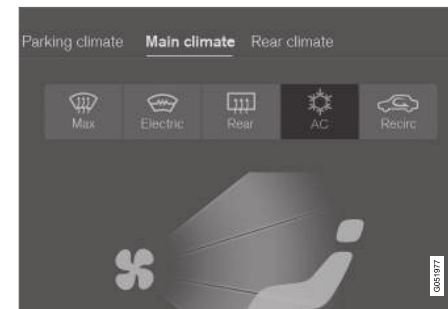 Parking climate Main climate Rear climate
Max Electric Rear AC Recirc
G051977